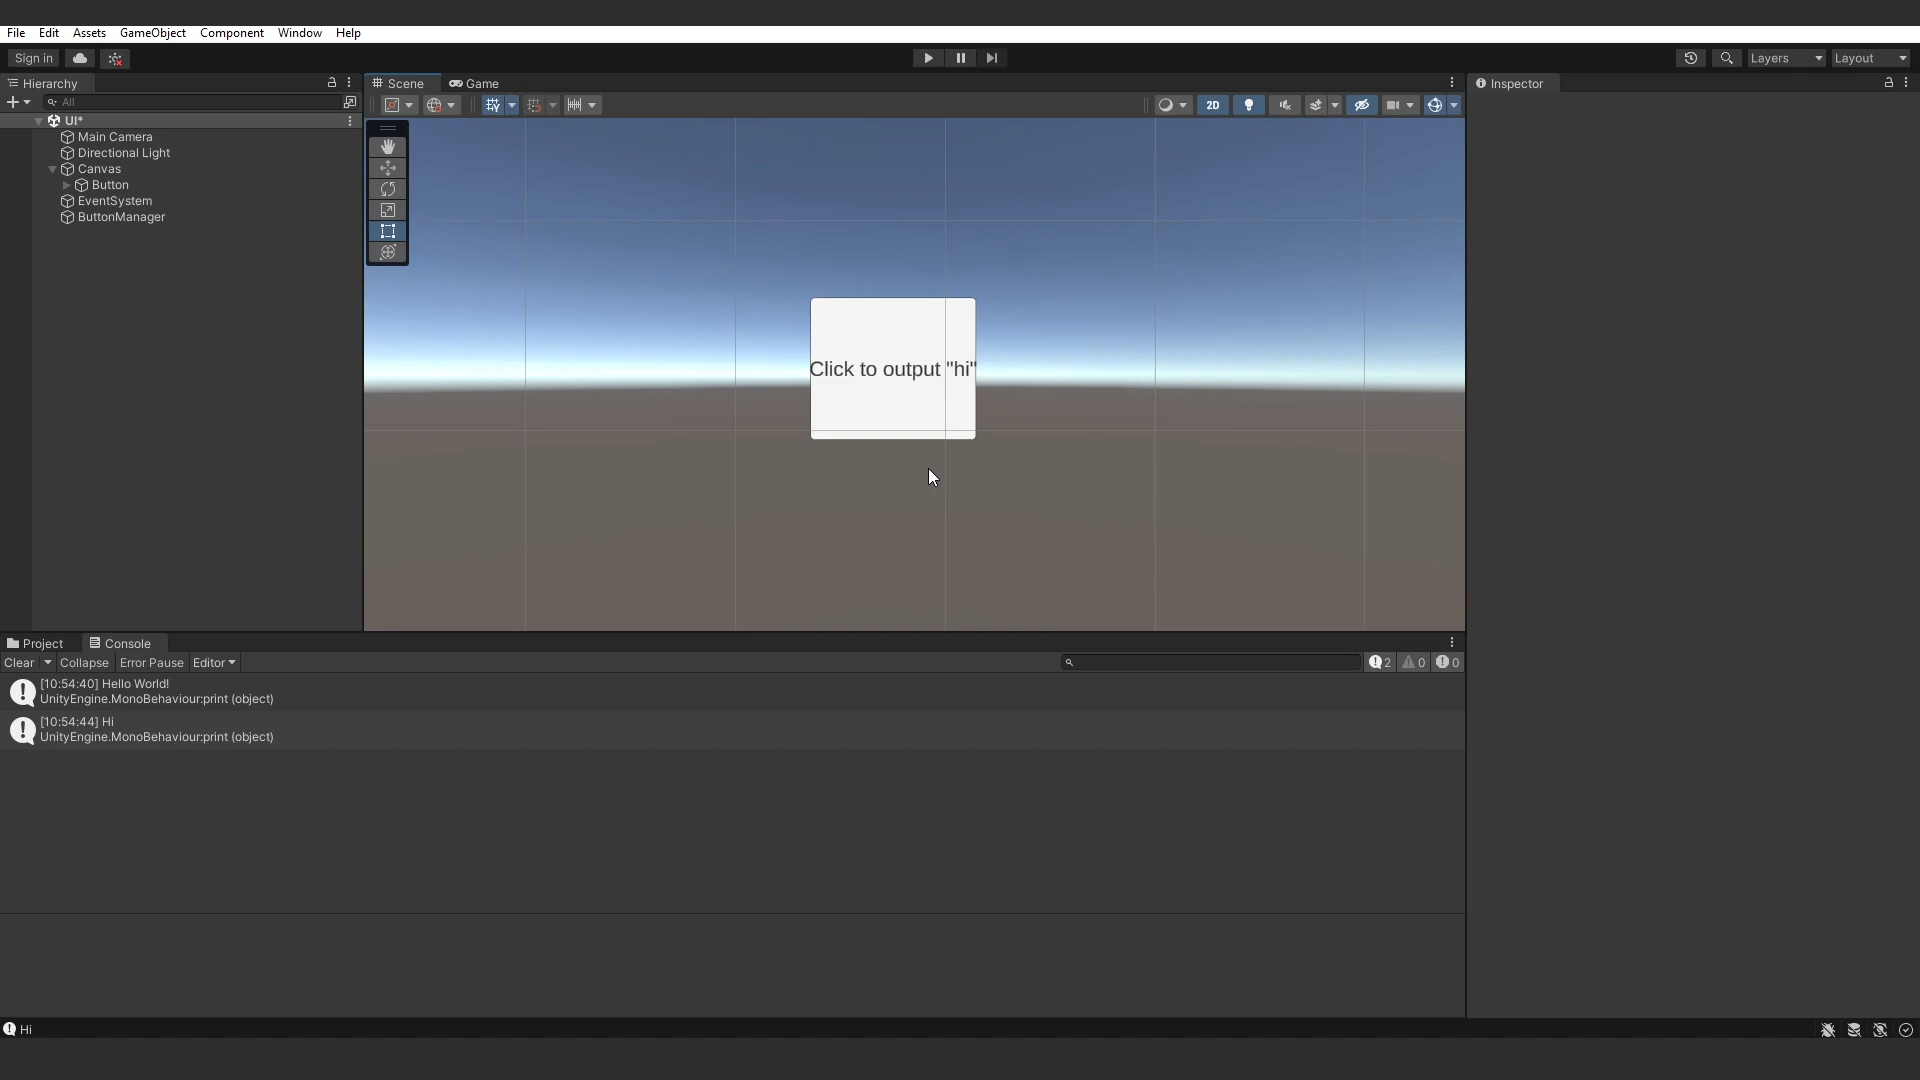 File Edit Assets GameObject Component Window Help
Sign in
Layers Layout
Hierarchy
Scene Game
Inspector
All
2D
UI*
Main Camera
Directional Light
Canvas
Button
EventSystem
ButtonManager
Click to output "hi"
Project Console
Clear Collapse Error Pause Editor
2 0 0
[10:54:40] Hello World!
UnityEngine.MonoBehaviour:print (object)
[10:54:44] Hi
UnityEngine.MonoBehaviour:print (object)
Hi